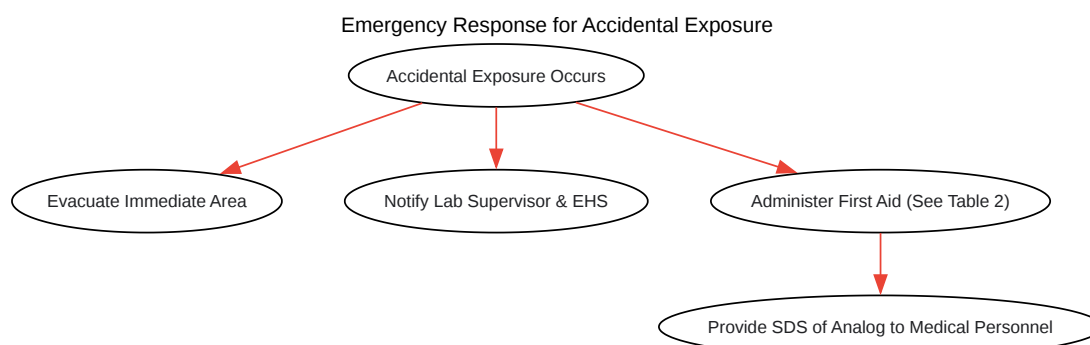 Emergency Response for Accidental Exposure
Accidental Exposure Occurs
Evacuate Immediate Area
Notify Lab Supervisor & EHS
Administer First Aid (See Table 2)
Provide SDS of Analog to Medical Personnel